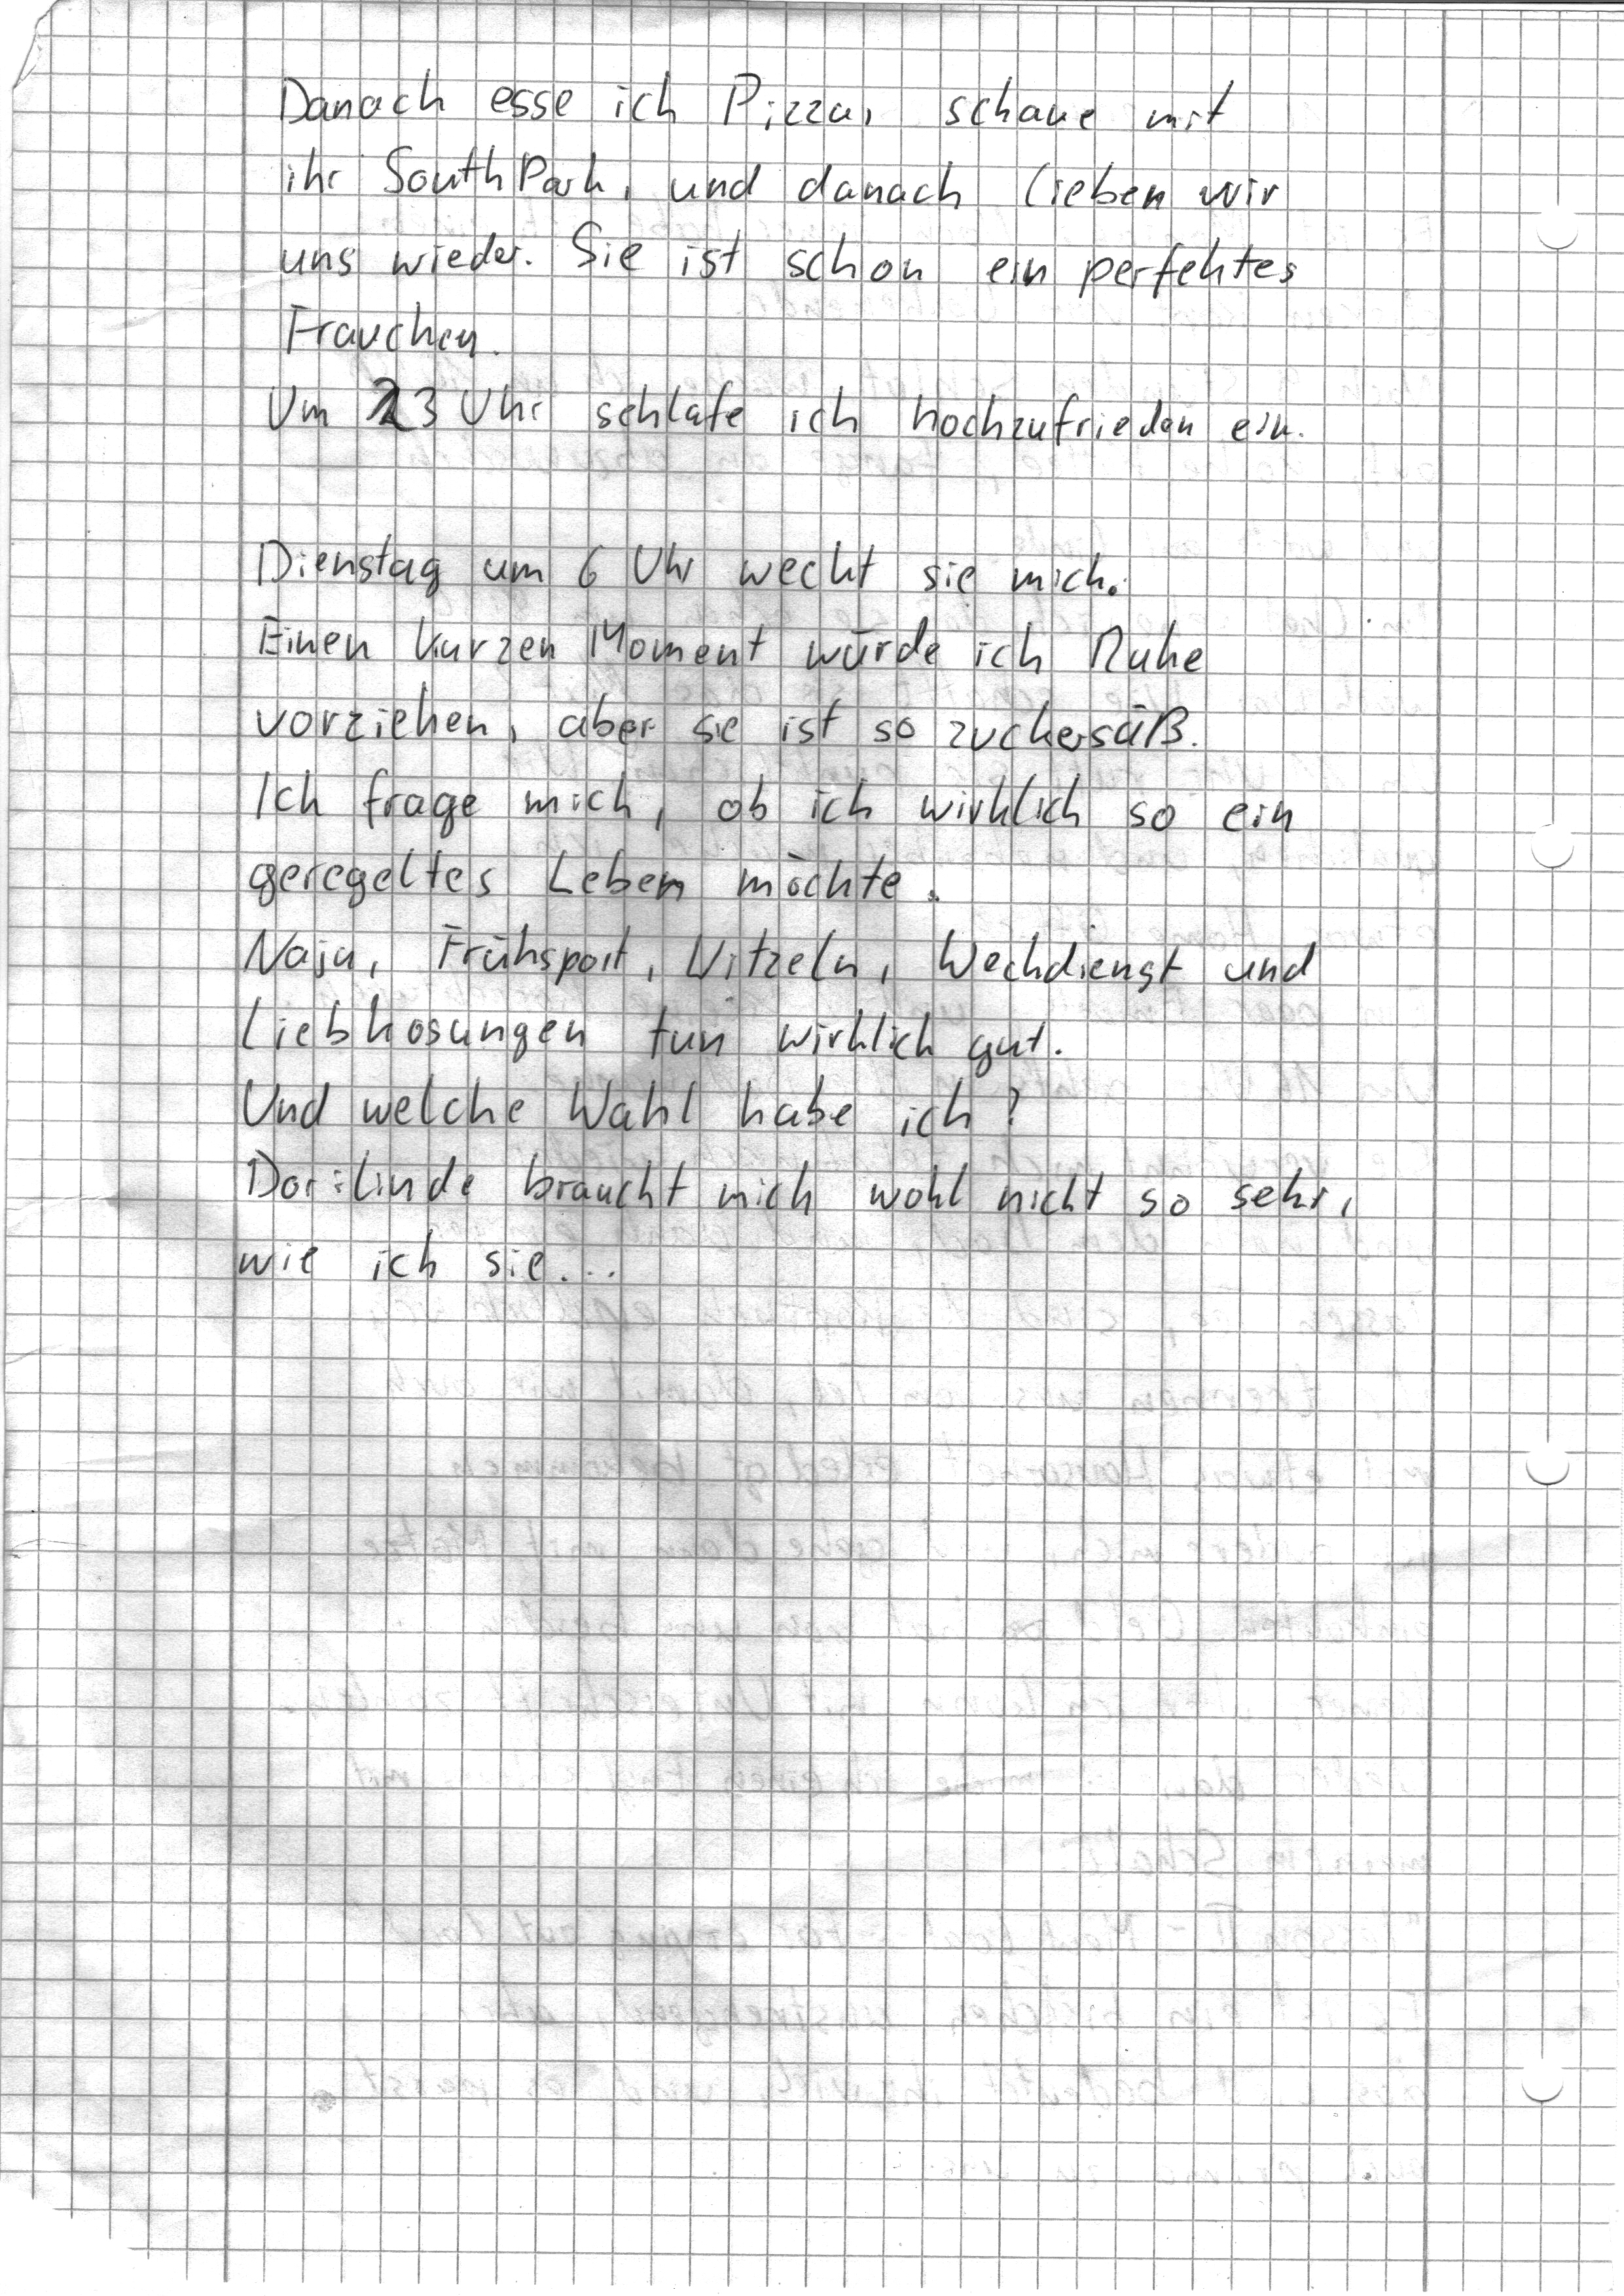 Danach esse ich Pizza, schaue mit
ihr South Park, und danach lieben wir
uns wieder. Sie ist schon ein perfektes
Frauchen.
Um 23 Uhr schlafe ich hochzufrieden ein.
Dienstag um 6 Uhr weckt sie mich.
Einen kurzen Moment würde ich Ruhe
vorziehen, aber sie ist so zuckersüß.
Ich frage mich, ob ich wirklich so ein
geregeltes Leben möchte.
Naja, Frühsport, Kitzeln, Weckdienst und
Liebkosungen tun wirklich gut.
Und welche Wahl habe ich?
Dorilinde braucht mich wohl nicht so sehr,
wie ich sie...